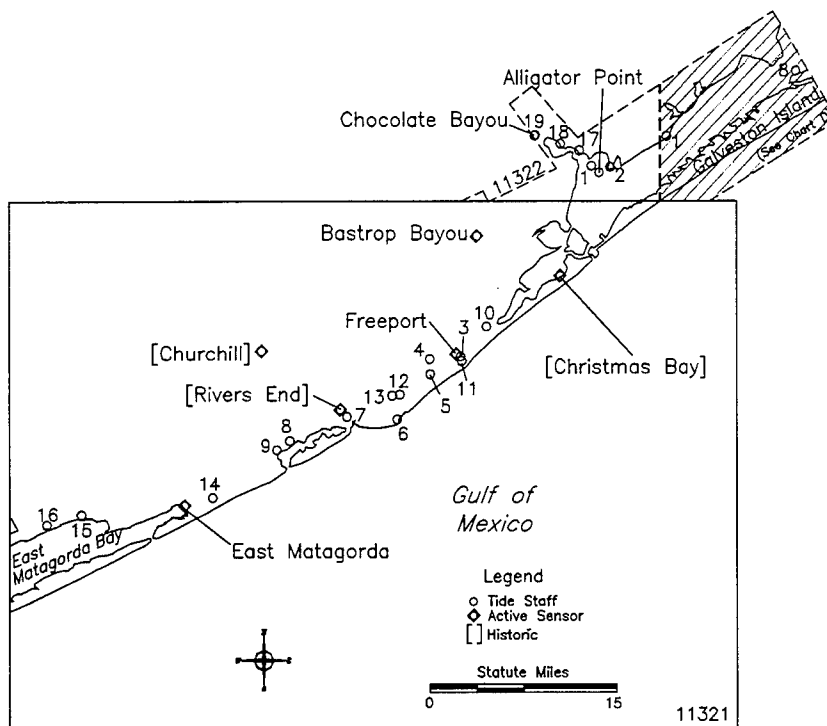 Alligator Point
8
Chocolate Bayou
19
18
17
1
Galveston Island
1
2
11322
Bastrop Bayou
10
Freeport
3
4
[Churchill]
[Christmas Bay]
11
[Rivers End]
13
12
5
7
6
8
9
14
Gulf of
Mexico
16
15
East
Matagorda Bay
East Matagorda
Legend
Tide Staff
Active Sensor
[ ] Historic
Statute Miles
0
15
11321